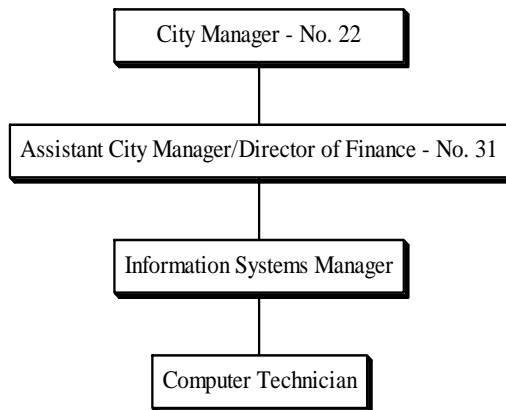 City Manager - No. 22
Assistant City Manager/Director of Finance - No. 31
Information Systems Manager
Computer Technician